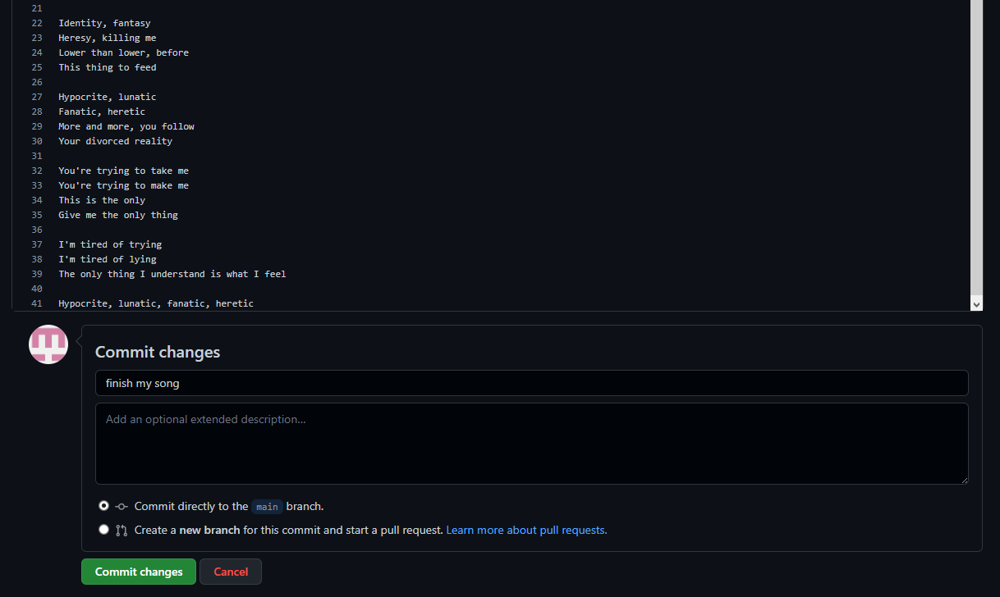 21
22 Identity, fantasy
23 Heresy, killing me
24 Lower than lower, before
25 This thing to feed
26
27 Hypocrite, lunatic
28 Fanatic, heretic
29 More and more, you follow
30 Your divorced reality
31
32 You're trying to take me
33 You're trying to make me
34 This is the only
35 Give me the only thing
36
37 I'm tired of trying
38 I'm tired of lying
39 The only thing I understand is what I feel
40
41 Hypocrite, lunatic, fanatic, heretic
Commit changes
finish my song
Add an optional extended description...
Commit directly to the main branch.
Create a new branch for this commit and start a pull request. Learn more about pull requests.
Commit changes Cancel